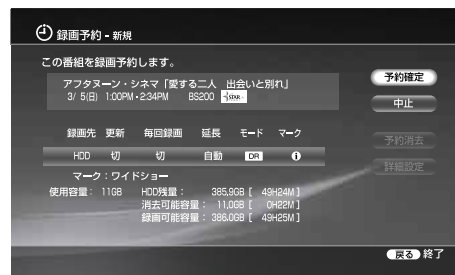 録画予約 - 新規
この番組を録画予約します。
アフタヌーン・シネマ「愛する二人　出会いと別れ」
3/ 5(日) 1:00PM・2:34PM BS200 STAR
予約確定
中止
予約消去
詳細設定
録画先 更新 毎回録画 延長 モード マーク
HDD 切 切 自動 DR
マーク：ワイドショー
使用容量： 11GB HDD残量： 385.9GB [ 49H24M ]
消去可能容量： 11.0GB [ 0H22M ]
録画可能容量： 386.0GB [ 49H25M ]
戻る 終了